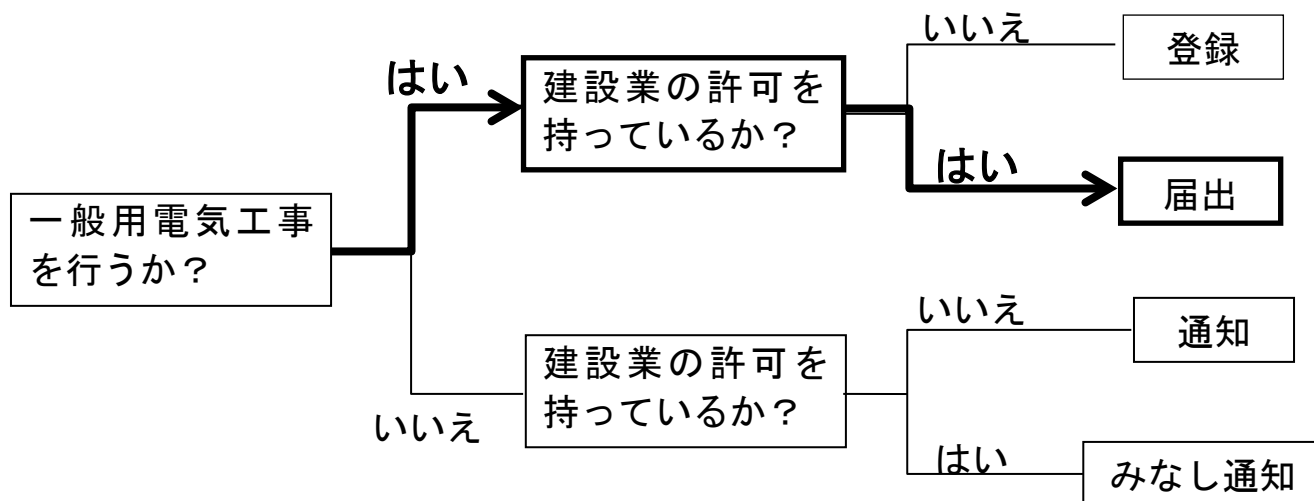 一般用電気工事
を行うか？
はい
建設業の許可を
持っているか？
いいえ
登録
はい
届出
いいえ
建設業の許可を
持っているか？
いいえ
通知
はい
みなし通知